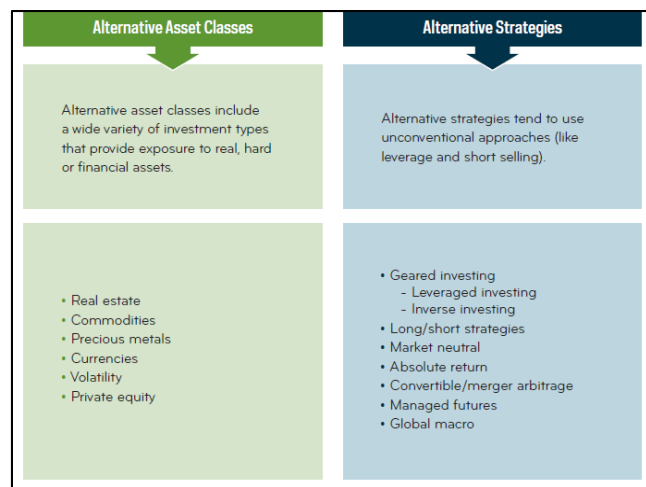 Alternative Asset Classes
Alternative asset classes include
a wide variety of investment types
that provide exposure to real, hard
or financial assets.
• Real estate
• Commodities
• Precious metals
• Currencies
• Volatility
• Private equity
Alternative Strategies
Alternative strategies tend to use
unconventional approaches (like
leverage and short selling).
• Geared investing
- Leveraged investing
- Inverse investing
• Long/short strategies
• Market neutral
• Absolute return
• Convertible/merger arbitrage
• Managed futures
• Global macro